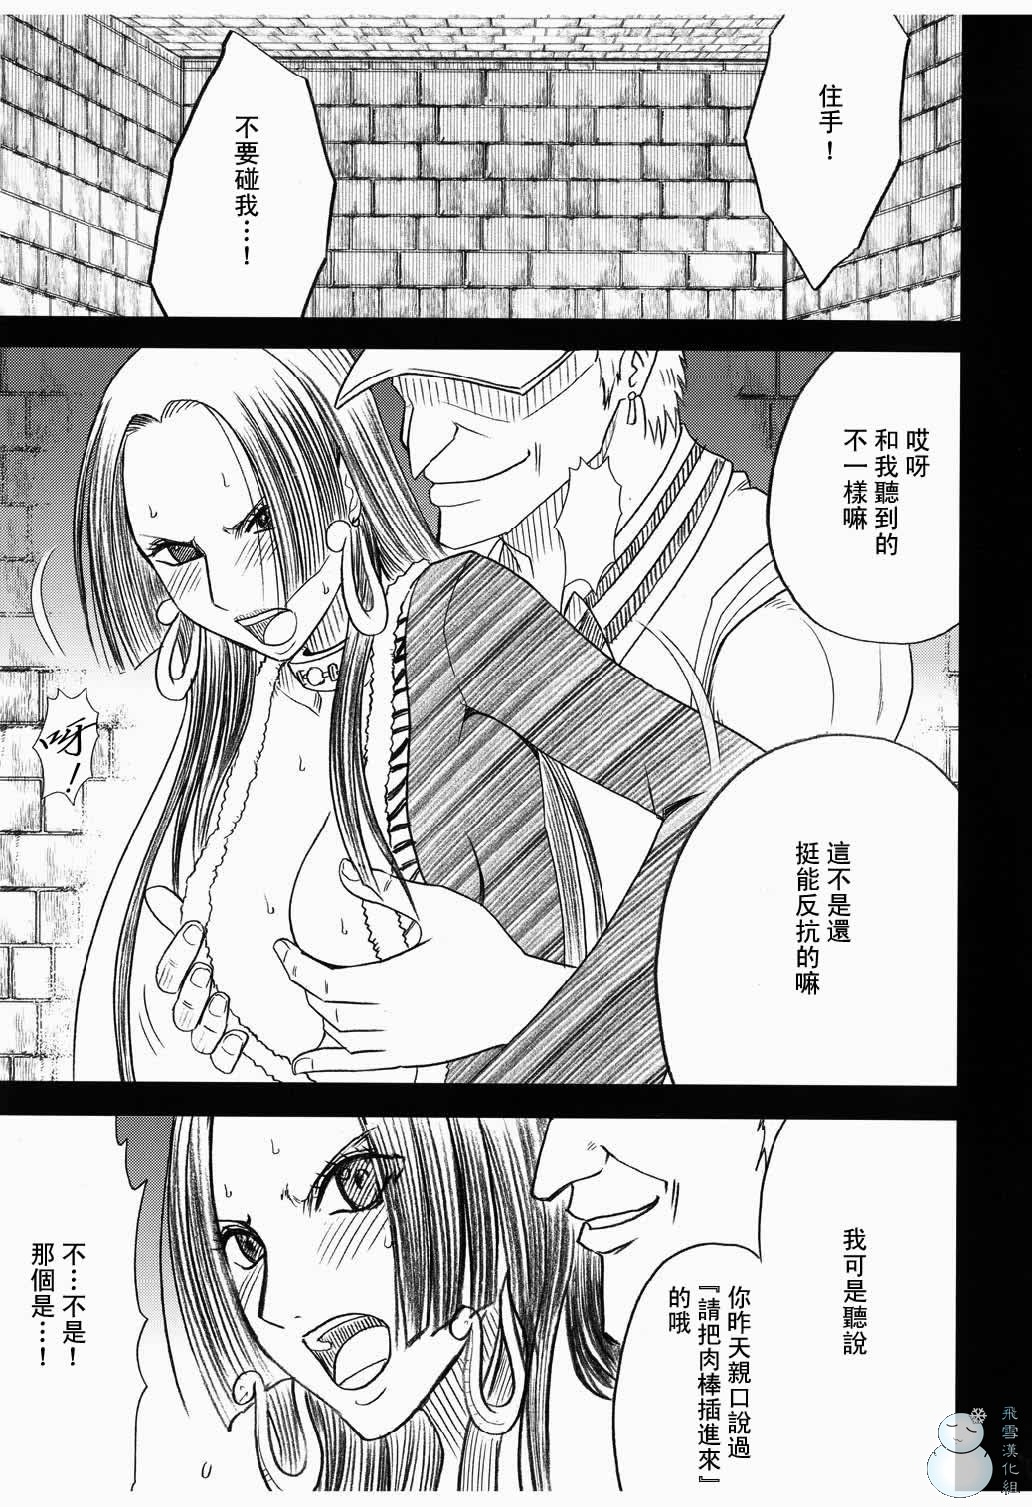 住手！
不要碰我…！
哎呀
和我聽到的
不一樣嘛
這不是還
挺能反抗的嘛
呀！
我可是聽說
你昨天親口說過
『請把肉棒插進來』
的哦
不…不是！
那個是…！
飛雪漢化組